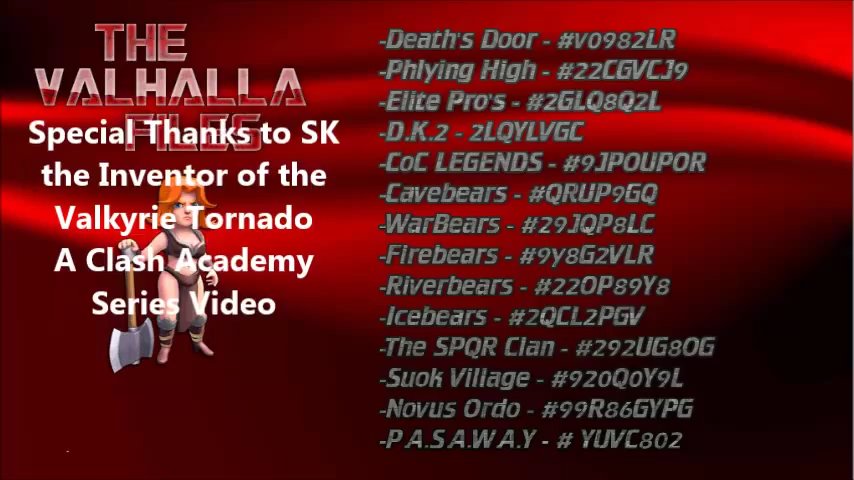 THE
VALHALLA
FILES
Special Thanks to SK
the Inventor of the
Valkyrie Tornado
A Clash Academy
Series Video
-Death's Door - #V0982LR
-Phlying High - #22CGVCJ9
-Elite Pro's - #2GLQ8Q2L
-D.K.2 - 2LQYLVGC
-CoC LEGENDS - #9JPOUPOR
-Cavebears - #QRUP9GQ
-WarBears - #29JQP8LC
-Firebears - #9y8G2VLR
-Riverbears - #22OP89Y8
-Icebears - #2QCL2PGV
-The SPQR Clan - #292UG8OG
-Suok Village - #920Q0Y9L
-Novus Ordo - #99R86GYPG
-P A.S.A.W.A.Y - # YUVC802